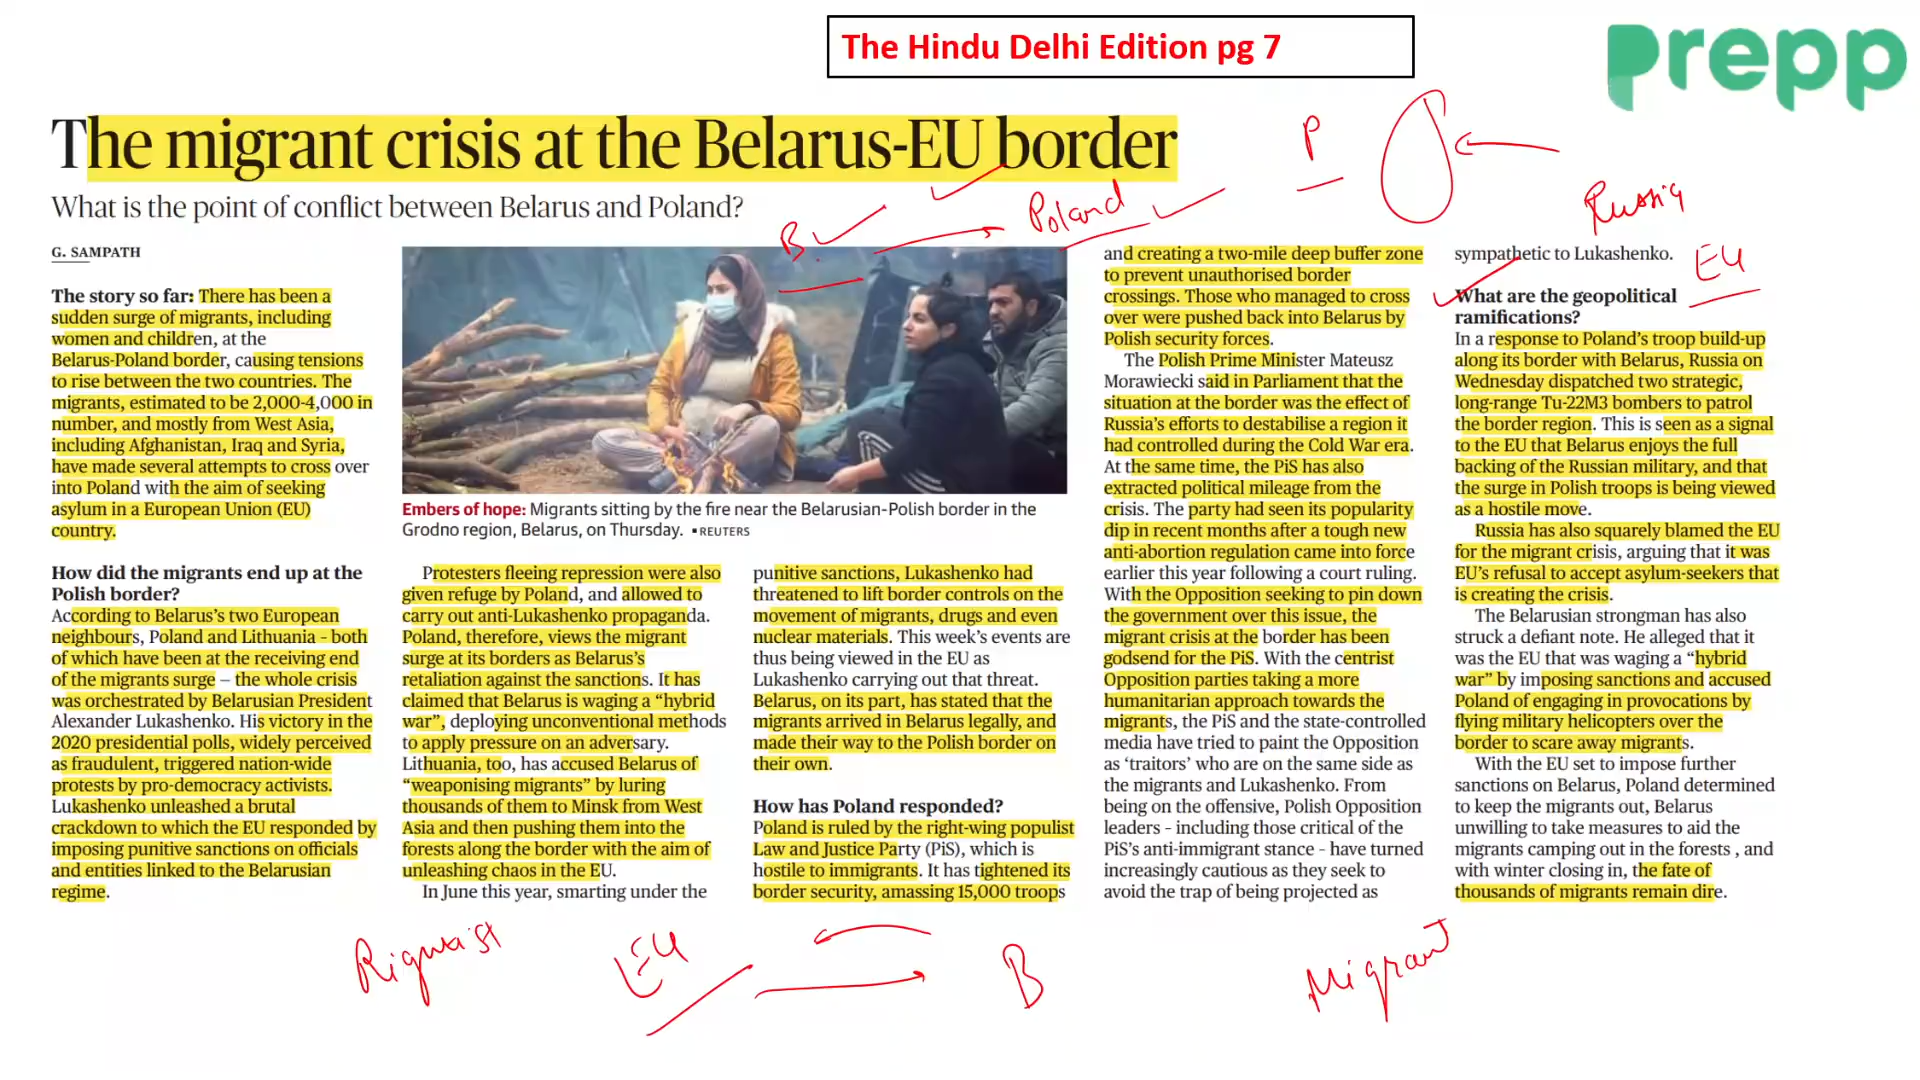 The Hindu Delhi Edition pg 7
prepp
The migrant crisis at the Belarus-EU border
What is the point of conflict between Belarus and Poland?
P
Russia
B.
Poland
EU
G. SAMPATH
The story so far: There has been a
sudden surge of migrants, including
women and children, at the
Belarus-Poland border, causing tensions
to rise between the two countries. The
migrants, estimated to be 2,000-4,000 in
number, and mostly from West Asia,
including Afghanistan, Iraq and Syria,
have made several attempts to cross over
into Poland with the aim of seeking
asylum in a European Union (EU)
country.
How did the migrants end up at the
Polish border?
According to Belarus's two European
neighbours, Poland and Lithuania – both
of which have been at the receiving end
of the migrants surge – the whole crisis
was orchestrated by Belarusian President
Alexander Lukashenko. His victory in the
2020 presidential polls, widely perceived
as fraudulent, triggered nation-wide
protests by pro-democracy activists.
Lukashenko unleashed a brutal
crackdown to which the EU responded by
imposing punitive sanctions on officials
and entities linked to the Belarusian
regime.
Embers of hope: Migrants sitting by the fire near the Belarusian-Polish border in the
Grodno region, Belarus, on Thursday. ▪REUTERS
Protesters fleeing repression were also
given refuge by Poland, and allowed to
carry out anti-Lukashenko propaganda.
Poland, therefore, views the migrant
surge at its borders as Belarus's
retaliation against the sanctions. It has
claimed that Belarus is waging a “hybrid
war”, deploying unconventional methods
to apply pressure on an adversary.
Lithuania, too, has accused Belarus of
“weaponising migrants” by luring
thousands of them to Minsk from West
Asia and then pushing them into the
forests along the border with the aim of
unleashing chaos in the EU.
In June this year, smarting under the
punitive sanctions, Lukashenko had
threatened to lift border controls on the
movement of migrants, drugs and even
nuclear materials. This week's events are
thus being viewed in the EU as
Lukashenko carrying out that threat.
Belarus, on its part, has stated that the
migrants arrived in Belarus legally, and
made their way to the Polish border on
their own.
How has Poland responded?
Poland is ruled by the right-wing populist
Law and Justice Party (PiS), which is
hostile to immigrants. It has tightened its
border security, amassing 15,000 troops
and creating a two-mile deep buffer zone
to prevent unauthorised border
crossings. Those who managed to cross
over were pushed back into Belarus by
Polish security forces.
The Polish Prime Minister Mateusz
Morawiecki said in Parliament that the
situation at the border was the effect of
Russia's efforts to destabilise a region it
had controlled during the Cold War era.
At the same time, the PiS has also
extracted political mileage from the
crisis. The party had seen its popularity
dip in recent months after a tough new
anti-abortion regulation came into force
earlier this year following a court ruling.
With the Opposition seeking to pin down
the government over this issue, the
migrant crisis at the border has been
godsend for the PiS. With the centrist
Opposition parties taking a more
humanitarian approach towards the
migrants, the PiS and the state-controlled
media have tried to paint the Opposition
as ‘traitors’ who are on the same side as
the migrants and Lukashenko. From
being on the offensive, Polish Opposition
leaders – including those critical of the
PiS's anti-immigrant stance – have turned
increasingly cautious as they seek to
avoid the trap of being projected as
sympathetic to Lukashenko.
What are the geopolitical
ramifications?
In a response to Poland's troop build-up
along its border with Belarus, Russia on
Wednesday dispatched two strategic,
long-range Tu-22M3 bombers to patrol
the border region. This is seen as a signal
to the EU that Belarus enjoys the full
backing of the Russian military, and that
the surge in Polish troops is being viewed
as a hostile move.
Russia has also squarely blamed the EU
for the migrant crisis, arguing that it was
EU's refusal to accept asylum-seekers that
is creating the crisis.
The Belarusian strongman has also
struck a defiant note. He alleged that it
was the EU that was waging a “hybrid
war” by imposing sanctions and accused
Poland of engaging in provocations by
flying military helicopters over the
border to scare away migrants.
With the EU set to impose further
sanctions on Belarus, Poland determined
to keep the migrants out, Belarus
unwilling to take measures to aid the
migrants camping out in the forests , and
with winter closing in, the fate of
thousands of migrants remain dire.
EU
B
Migrant